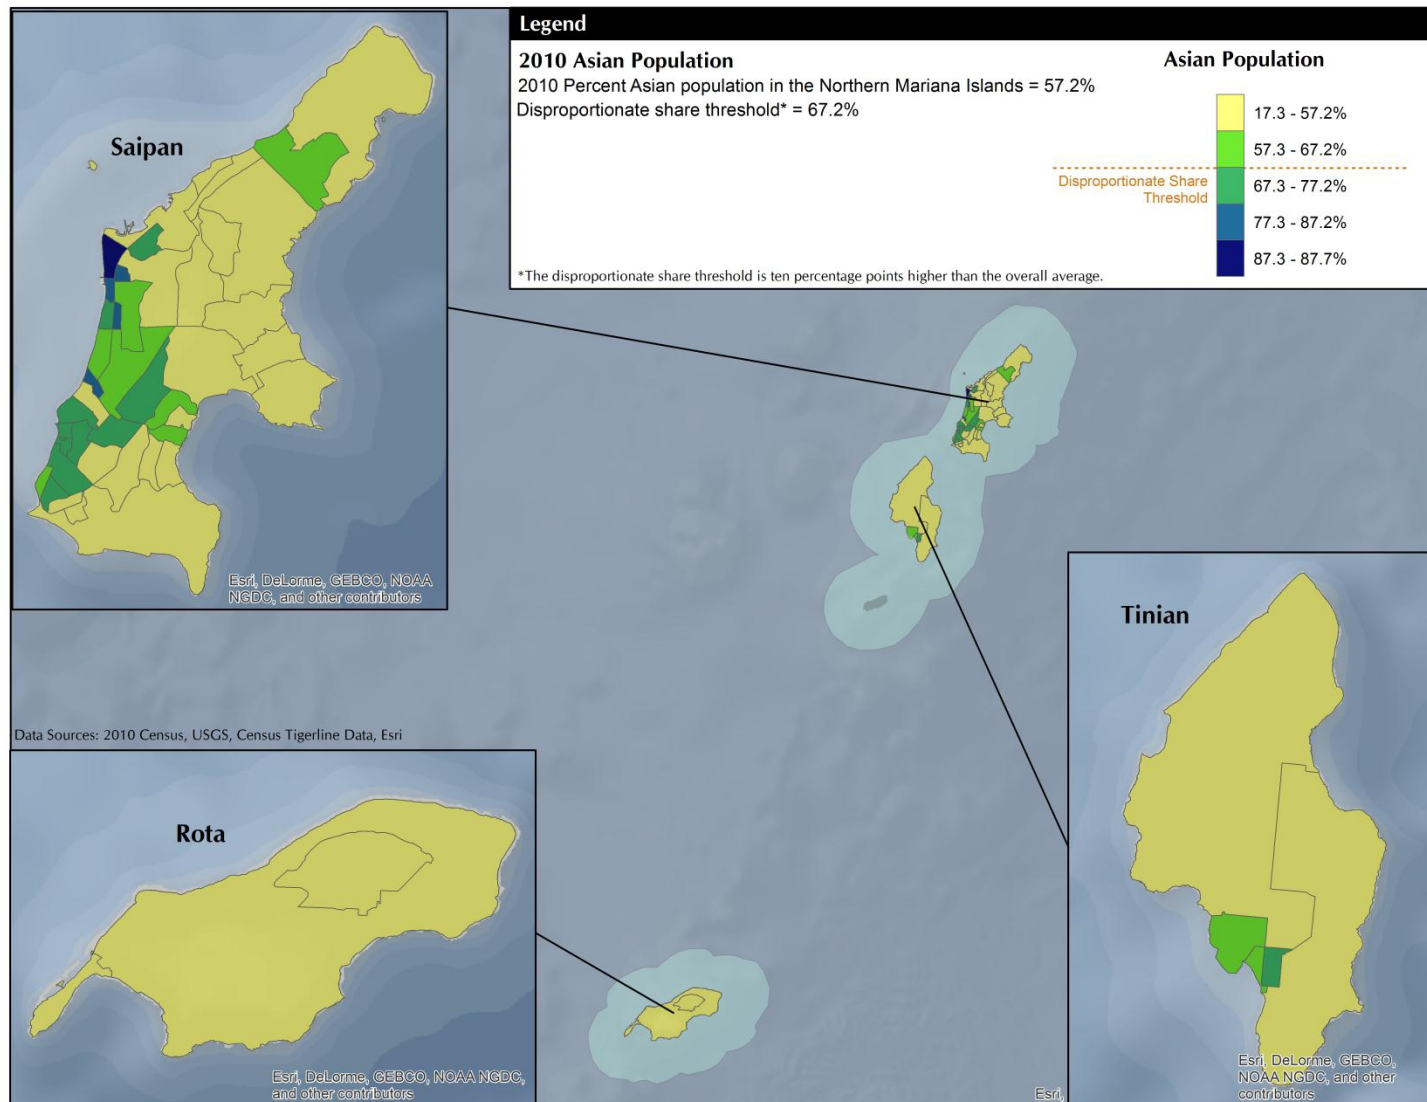 Legend
2010 Asian Population
2010 Percent Asian population in the Northern Mariana Islands = 57.2%
Disproportionate share threshold* = 67.2%
*The disproportionate share threshold is ten percentage points higher than the overall average.
Asian Population
17.3 - 57.2%
57.3 - 67.2%
Disproportionate Share
Threshold
67.3 - 77.2%
77.3 - 87.2%
87.3 - 87.7%
Saipan
Esri, DeLorme, GEBCO, NOAA
NGDC, and other contributors
Tinian
Esri, DeLorme, GEBCO,
NOAA NGDC, and other
contributors
Data Sources: 2010 Census, USGS, Census Tigerline Data, Esri
Rota
Esri, DeLorme, GEBCO, NOAA NGDC,
and other contributors
Esri,